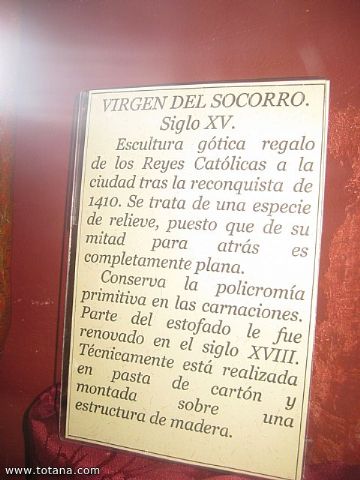 VIRGEN DEL SOCORRO.
Siglo XV.
Escultura gótica regalo
de los Reyes Católicas a la
ciudad tras la reconquista de
1410. Se trata de una especie
de relieve, puesto que de su
mitad para atrás es
completamente plana.
Conserva la policromía
primitiva en las carnaciones.
Parte del estofado le fue
renovado en el siglo XVIII.
Técnicamente está realizada
en pasta de cartón y
montada sobre una
estructura de madera.
www.totana.com